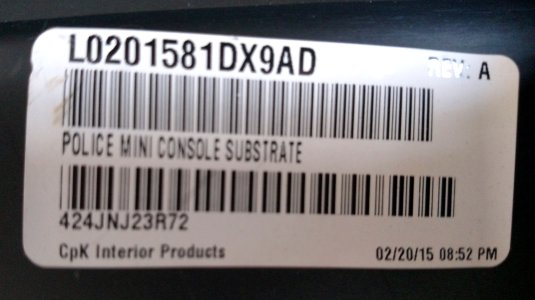 L0201581DX9AD REV: A
POLICE MINI CONSOLE SUBSTRATE
424JNJ23R72
CpK Interior Products 02/20/15 08:52 PM